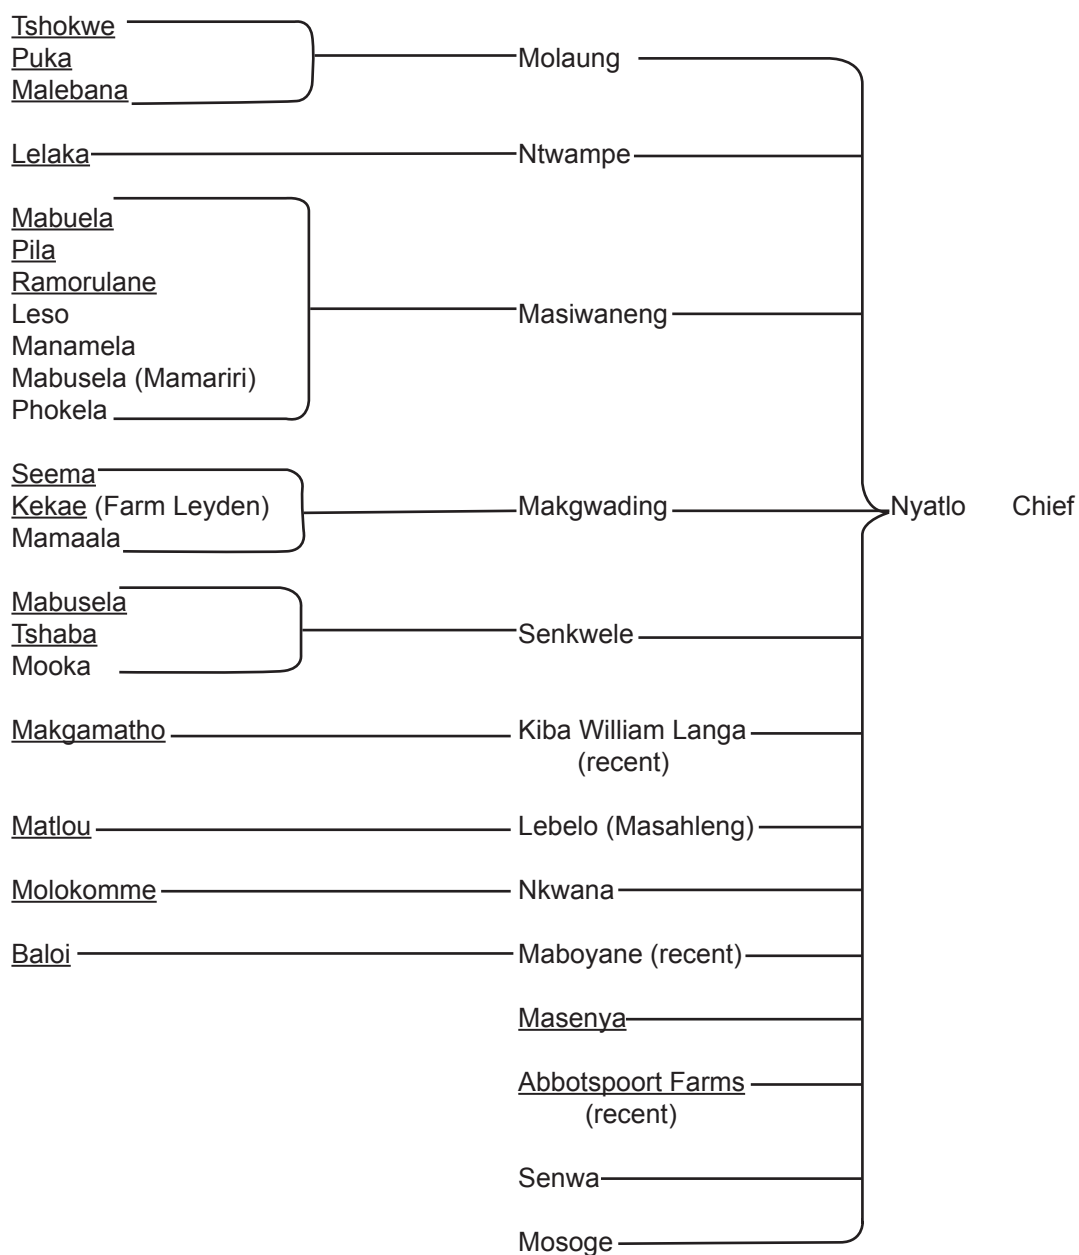 Tshokwe
Puka
Malebana
Molaung
Lelaka
Ntwampe
Mabuela
Pila
Ramorulane
Leso
Manamela
Mabusela (Mamariri)
Phokela
Masiwaneng
Seema
Kekae (Farm Leyden)
Mamaala
Makgwading
Nyatlo Chief
Mabusela
Tshaba
Mooka
Senkwele
Makgamatho
Kiba William Langa
(recent)
Matlou
Lebelo (Masahleng)
Molokomme
Nkwana
Baloi
Maboyane (recent)
Masenya
Abbotspoort Farms
(recent)
Senwa
Mosoge